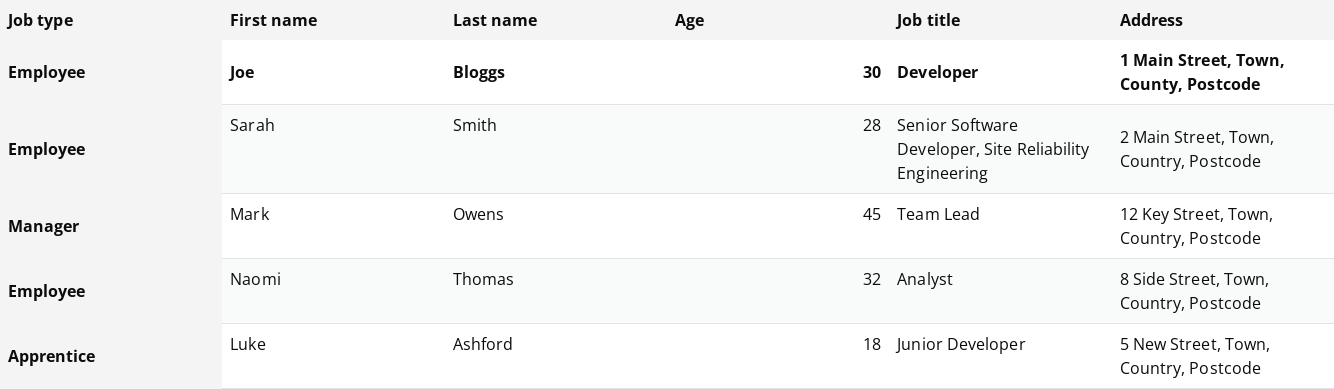 Job type First name Last name Age Job title Address
Employee Joe Bloggs 30 Developer 1 Main Street, Town,
County, Postcode
Employee Sarah Smith 28 Senior Software
Developer, Site Reliability
Engineering
2 Main Street, Town,
Country, Postcode
Manager Mark Owens 45 Team Lead 12 Key Street, Town,
Country, Postcode
Employee Naomi Thomas 32 Analyst 8 Side Street, Town,
Country, Postcode
Apprentice Luke Ashford 18 Junior Developer 5 New Street, Town,
Country, Postcode